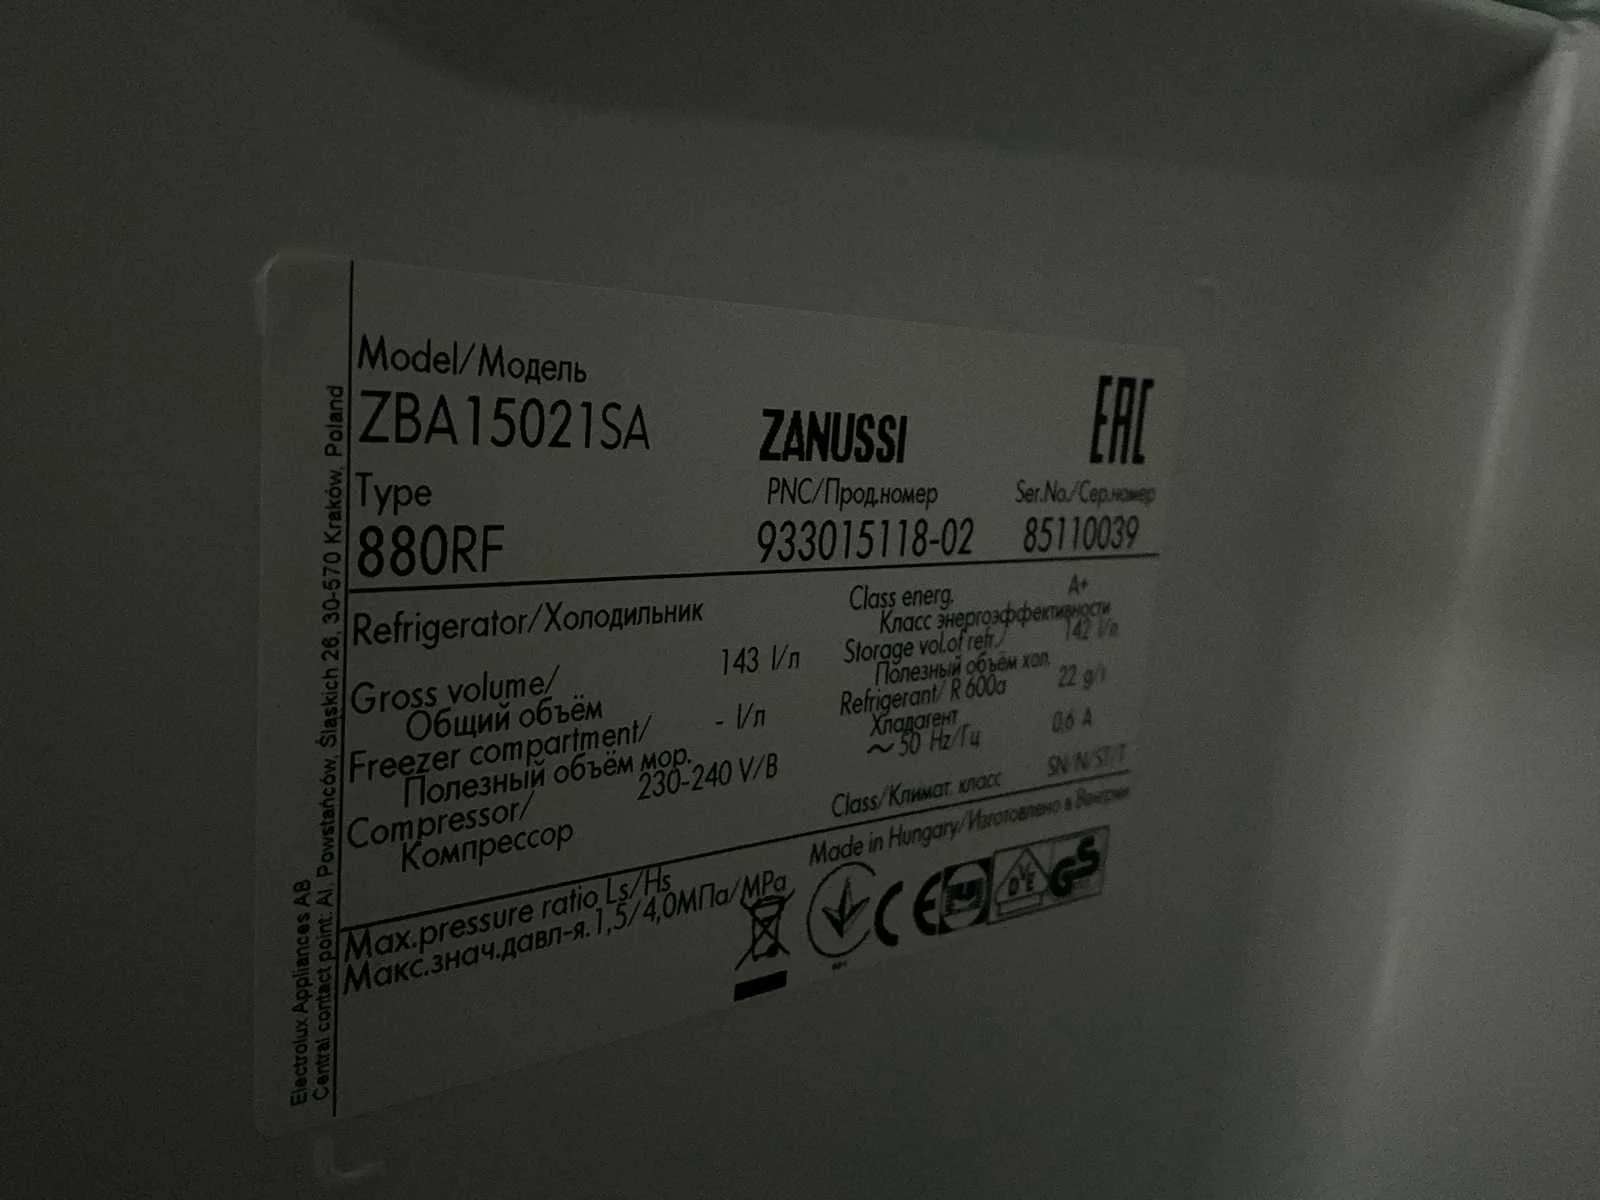 Model/Модель
ZBA15021SA
ZANUSSI
EAC
Type
880RF
PNC/Прод.номер
933015118-02
Ser.No./Сер.номер
85110039
Refrigerator/Холодильник
Gross volume/ 143 l/л
Общий объём
Freezer compartment/ - l/л
Полезный объём мор.
Compressor/ 230-240 V/В
Компрессор
Class energ. A+
Класс энергоэффективности
Storage vol.of refr./ 142 l/л
Полезный объём хол.
Refrigerant/ R 600a 22 g/г
Хладагент
~50 Hz/Гц 0.6 A
Class/Климат. класс SN/N/ST/T
Max.pressure ratio Ls/Hs
Макс.знач.давл-я.1,5/4,0МПа/MPa
Made in Hungary/Изготовлено в Венгрии
CE
DVE
GS
Electrolux Appliances AB
Central contact point: Al. Powstańców Śląskich 26, 30-570 Kraków, Poland